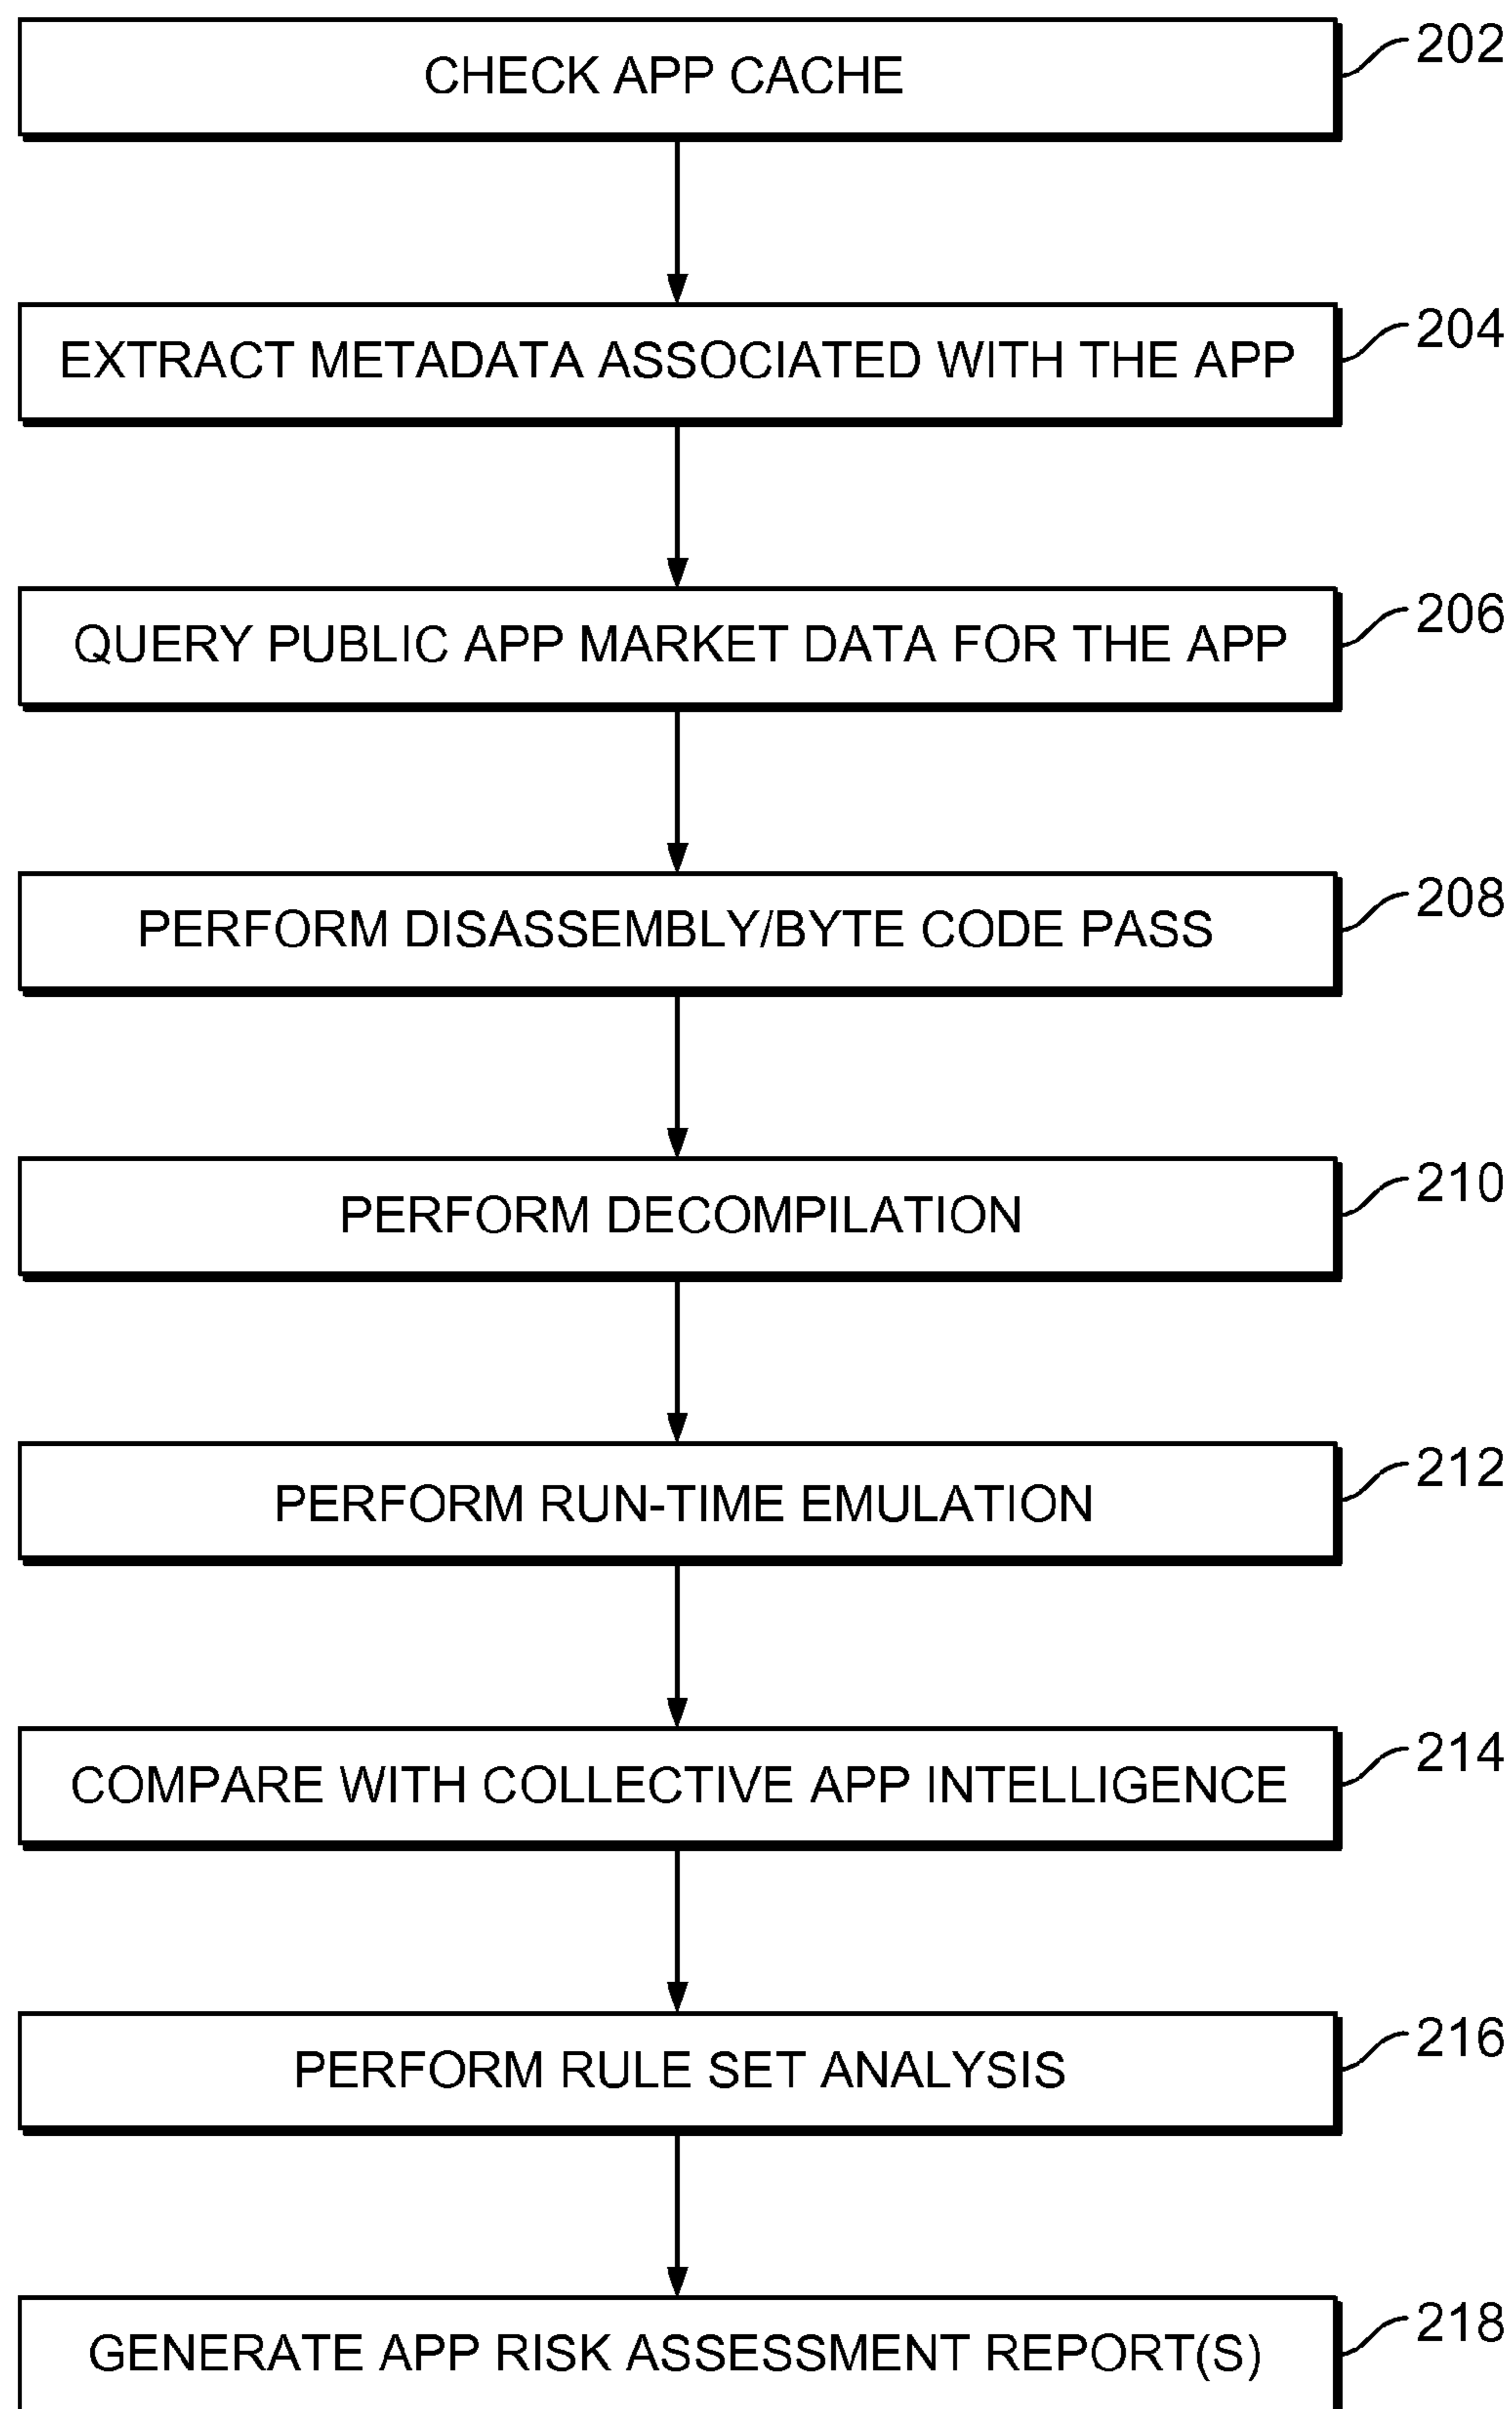 CHECK APP CACHE
202
EXTRACT METADATA ASSOCIATED WITH THE APP
204
QUERY PUBLIC APP MARKET DATA FOR THE APP
206
PERFORM DISASSEMBLY/BYTE CODE PASS
208
PERFORM DECOMPILATION
210
PERFORM RUN-TIME EMULATION
212
COMPARE WITH COLLECTIVE APP INTELLIGENCE
214
PERFORM RULE SET ANALYSIS
216
GENERATE APP RISK ASSESSMENT REPORT(S)
218